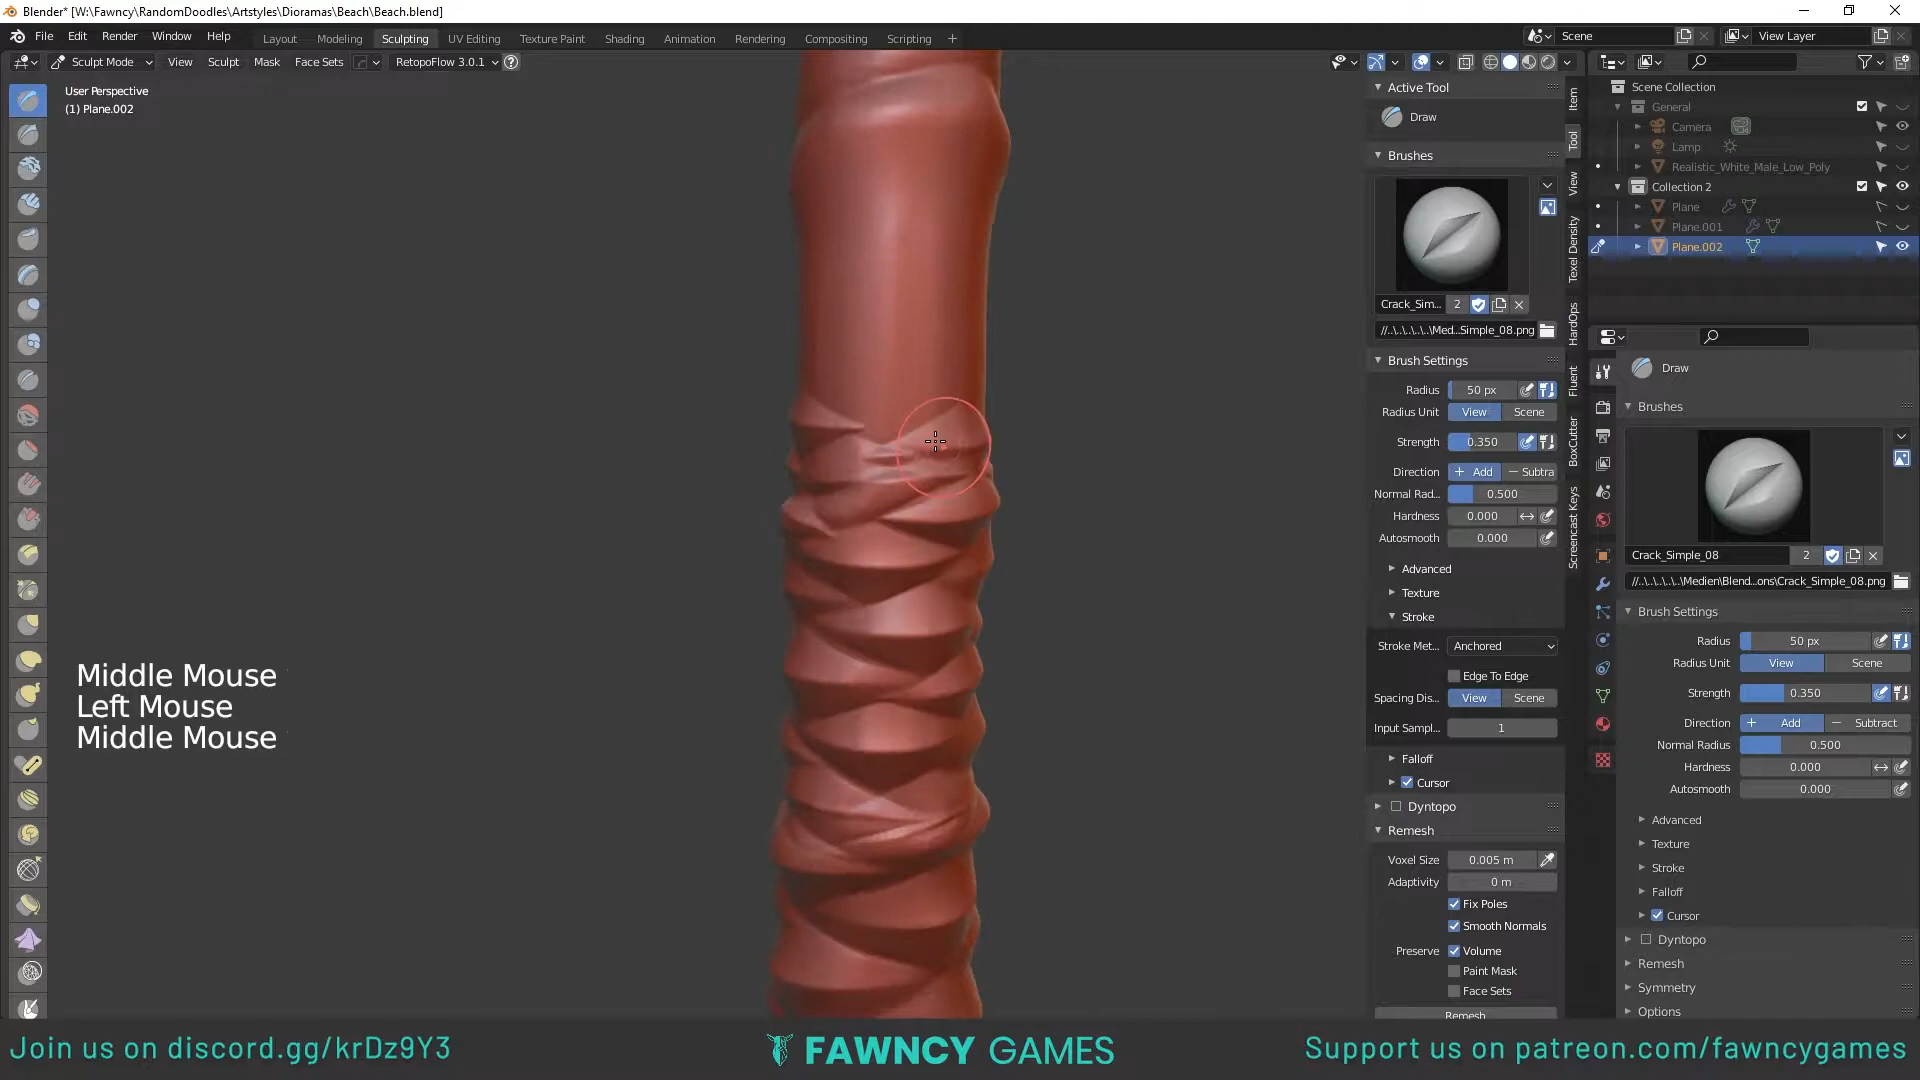 Blender* [W:\Fawncy\RandomDoodles\Artstyles\Dioramas\Beach\Beach.blend]
File Edit Render Window Help
Layout Modeling Sculpting UV Editing Texture Paint Shading Animation Rendering Compositing Scripting +
Scene
View Layer
Sculpt Mode View Sculpt Mask Face Sets RetopoFlow 3.0.1
User Perspective
(1) Plane.002
Middle Mouse
Left Mouse
Middle Mouse
Active Tool
Draw
Brushes
Crack_Sim... 2
//..\..\..\..\..\Med...Simple_08.png
Brush Settings
Radius 50 px
Radius Unit View Scene
Strength 0.350
Direction + Add − Subtra
Normal Rad... 0.500
Hardness 0.000
Autosmooth 0.000
Advanced
Texture
Stroke
Stroke Met... Anchored
Edge To Edge
Spacing Dis... View Scene
Input Sampl... 1
Falloff
Cursor
Dyntopo
Remesh
Voxel Size 0.005 m
Adaptivity 0 m
Fix Poles
Smooth Normals
Preserve Volume
Paint Mask
Face Sets
Remesh
Item
Tool
View
Texel Density
HardOps
Fluent
BoxCutter
Screencast Keys
Scene Collection
General
Camera
Lamp
Realistic_White_Male_Low_Poly
Collection 2
Plane
Plane.001
Plane.002
Draw
Brushes
Crack_Simple_08 2
//..\..\..\..\..\Medien\Blend...ons\Crack_Simple_08.png
Brush Settings
Radius 50 px
Radius Unit View Scene
Strength 0.350
Direction + Add − Subtract
Normal Radius 0.500
Hardness 0.000
Autosmooth 0.000
Advanced
Texture
Stroke
Falloff
Cursor
Dyntopo
Remesh
Symmetry
Options
Join us on discord.gg/krDz9Y3
FAWNCY GAMES
Support us on patreon.com/fawncygames